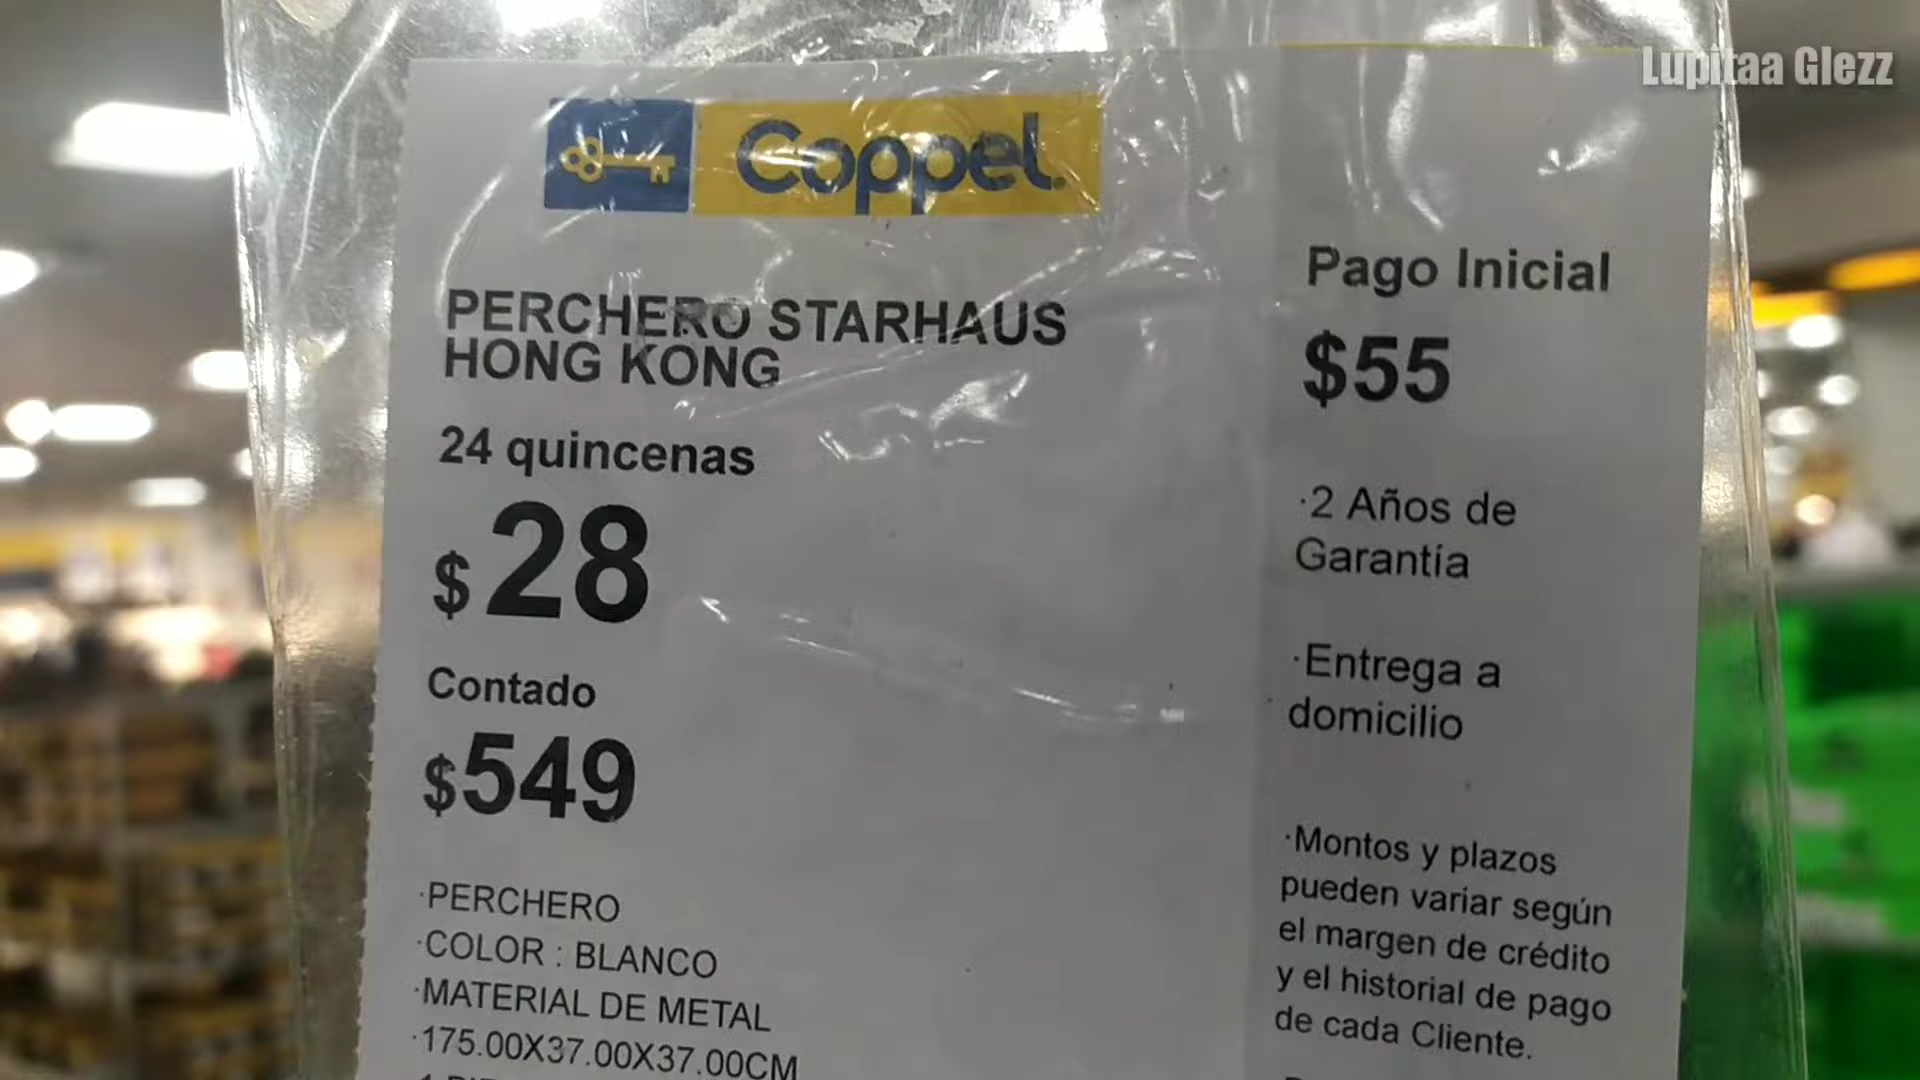 Lupitaa Glezz
Coppel
PERCHERO STARHAUS
HONG KONG
24 quincenas
$28
Contado
$549
·PERCHERO
·COLOR : BLANCO
·MATERIAL DE METAL
·175.00X37.00X37.00CM
Pago Inicial
$55
·2 Años de
Garantía
·Entrega a
domicilio
·Montos y plazos
pueden variar según
el margen de crédito
y el historial de pago
de cada Cliente.